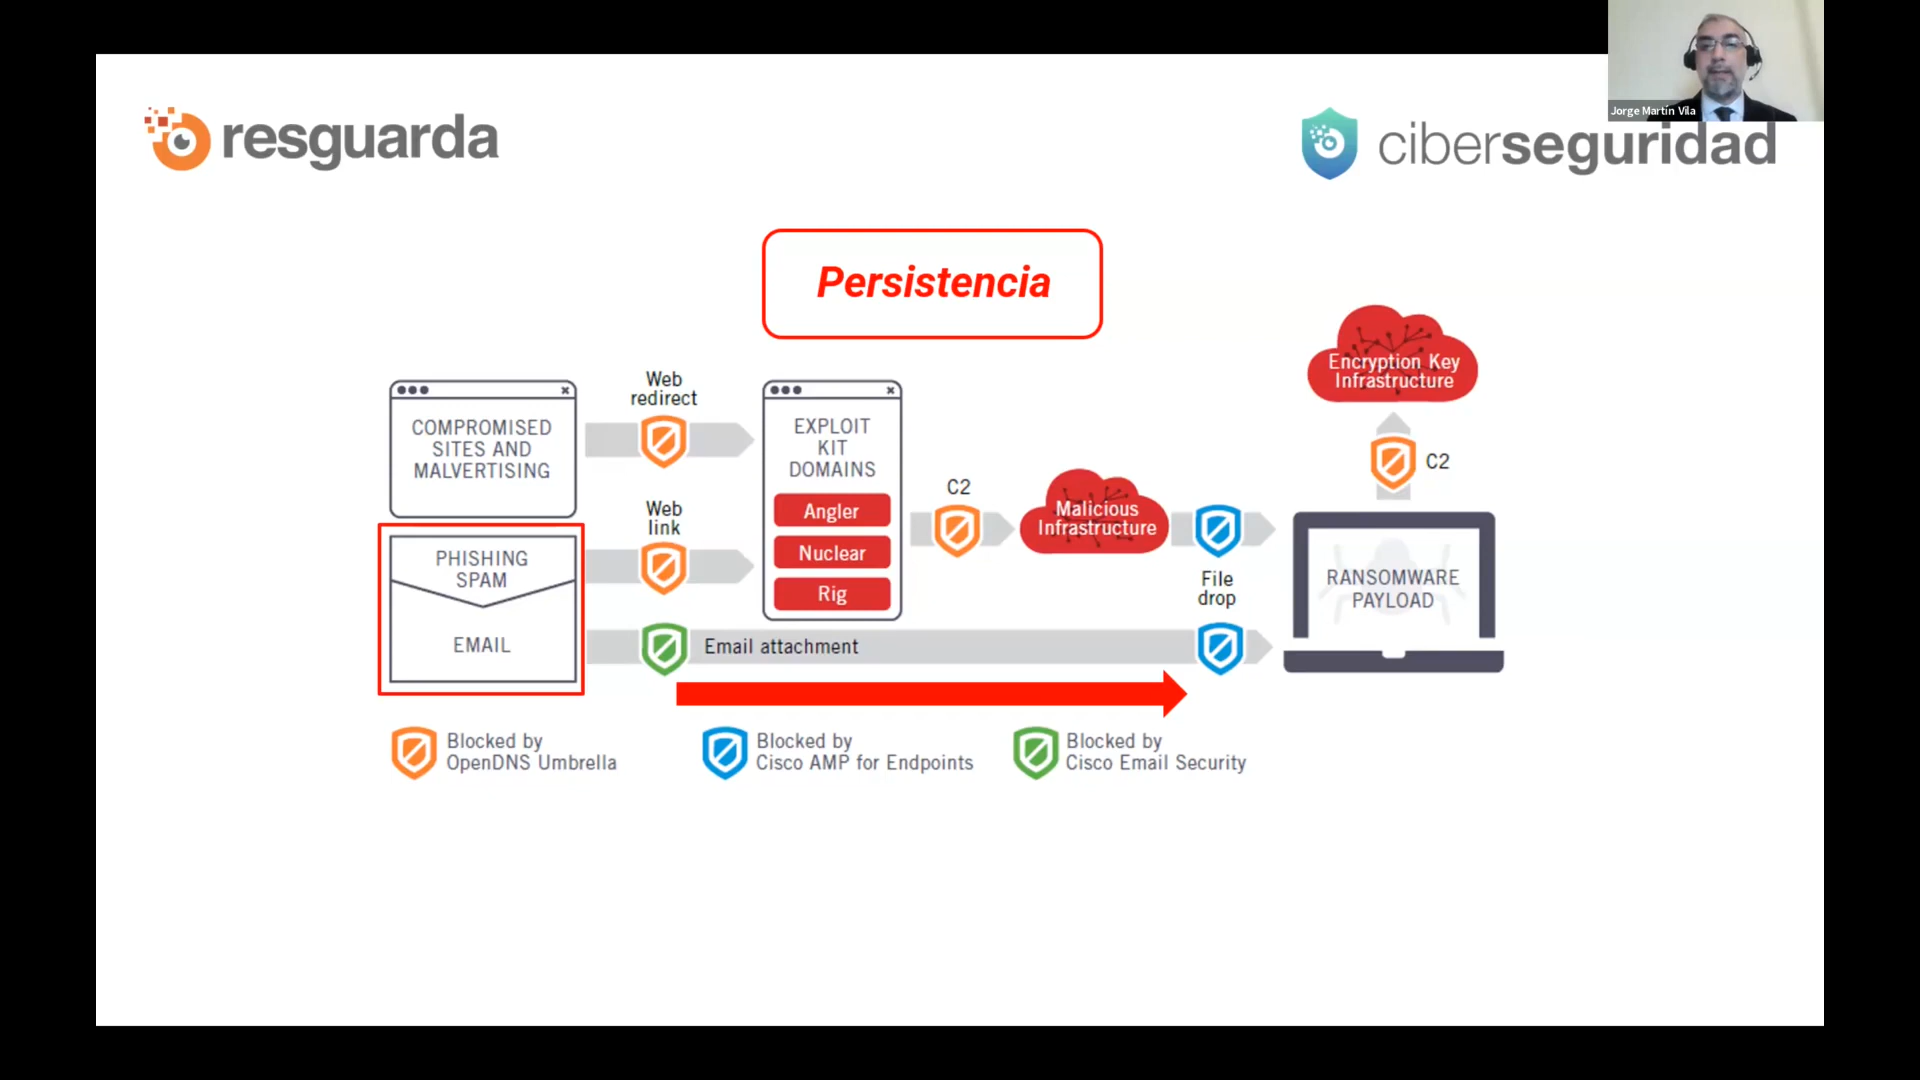 Jorge Martín Vila
resguarda
ciberseguridad
Persistencia
Encryption Key
Infrastructure
C2
Web
redirect
COMPROMISED
SITES AND
MALVERTISING
EXPLOIT
KIT
DOMAINS
Angler
Nuclear
Rig
C2
Malicious
Infrastructure
Web
link
PHISHING
SPAM
EMAIL
File
drop
RANSOMWARE
PAYLOAD
Email attachment
Blocked by
OpenDNS Umbrella
Blocked by
Cisco AMP for Endpoints
Blocked by
Cisco Email Security